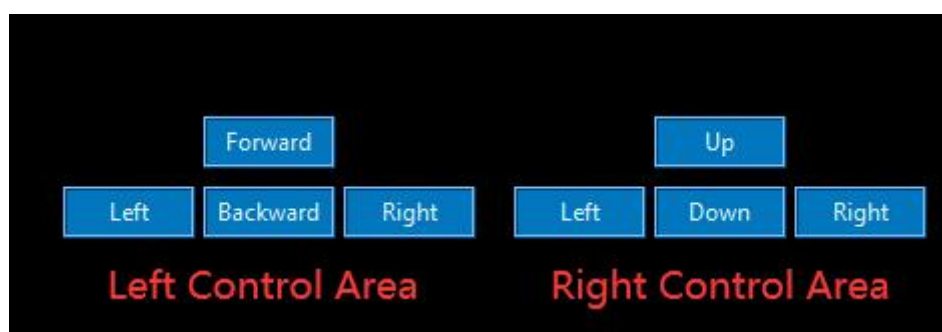 Forward Up
Left Backward Right Left Down Right
Left Control Area Right Control Area